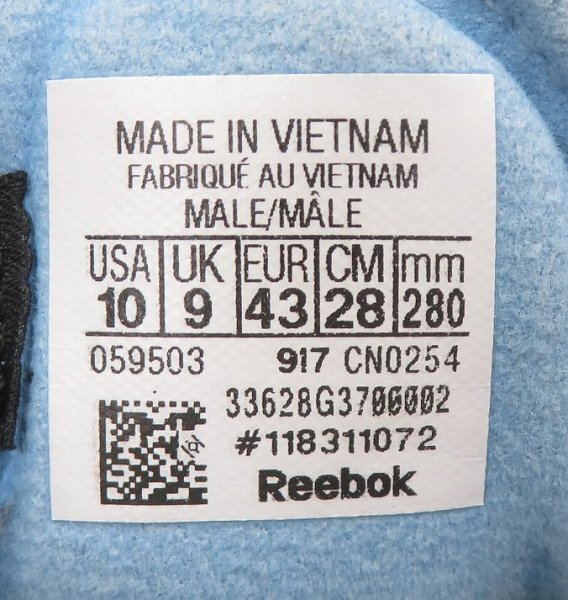 MADE IN VIETNAM
FABRIQUÉ AU VIETNAM
MALE/MÂLE
USA UK EUR CM mm
10 9 43 28 280
059503 917 CN0254
33628G3706002
#118311072
Reebok